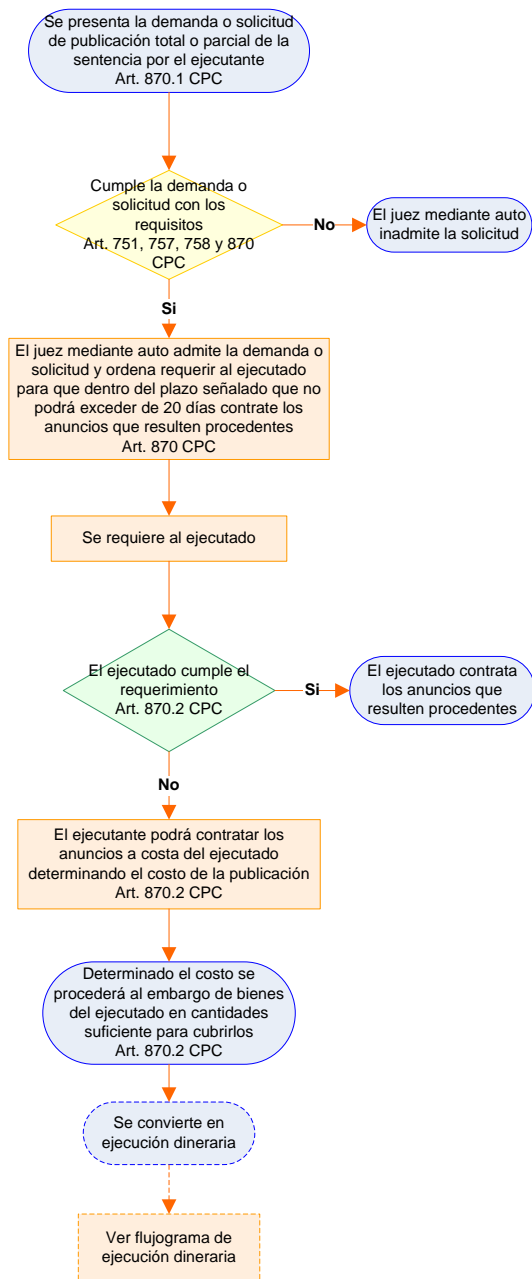 Se presenta la demanda o solicitud
de publicación total o parcial de la
sentencia por el ejecutante
Art. 870.1 CPC
Cumple la demanda o
solicitud con los
requisitos
Art. 751, 757, 758 y 870
CPC
No
El juez mediante auto
inadmite la solicitud
Si
El juez mediante auto admite la demanda o
solicitud y ordena requerir al ejecutado
para que dentro del plazo señalado que no
podrá exceder de 20 días contrate los
anuncios que resulten procedentes
Art. 870 CPC
Se requiere al ejecutado
El ejecutado cumple el
requerimiento
Art. 870.2 CPC
Si
El ejecutado contrata
los anuncios que
resulten procedentes
No
El ejecutante podrá contratar los
anuncios a costa del ejecutado
determinando el costo de la publicación
Art. 870.2 CPC
Determinado el costo se
procederá al embargo de bienes
del ejecutado en cantidades
suficiente para cubrirlos
Art. 870.2 CPC
Se convierte en
ejecución dineraria
Ver flujograma de
ejecución dineraria